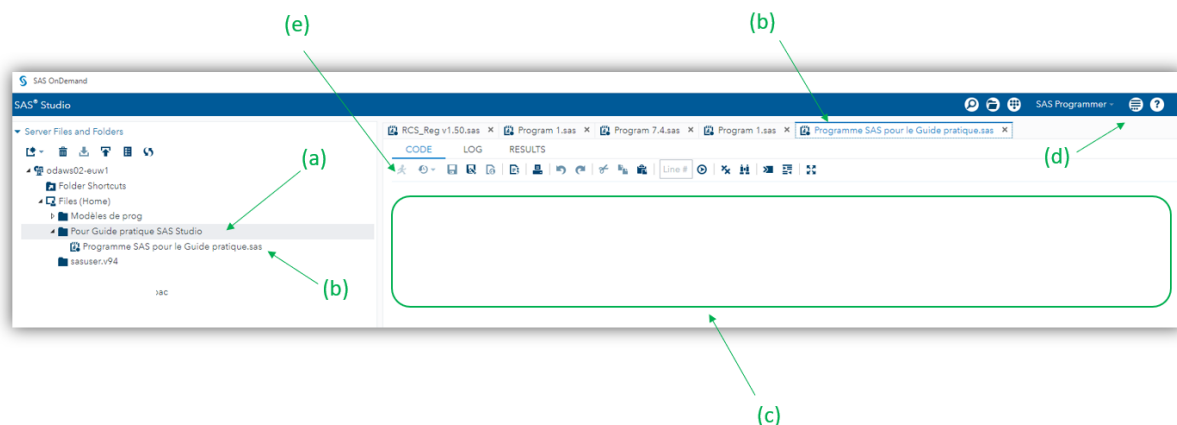 (e)
(b)
SAS OnDemand
SAS® Studio
SAS Programmer
Server Files and Folders
RCS_Reg v1.50.sas × Program 1.sas × Program 7.4.sas × Program 1.sas × Programme SAS pour le Guide pratique.sas ×
CODE LOG RESULTS
(a)
(d)
odaws02-euw1
Line #
Folder Shortcuts
Files (Home)
Modèles de prog
Pour Guide pratique SAS Studio
Programme SAS pour le Guide pratique.sas
sasuser.v94
(b)
›ac
(c)